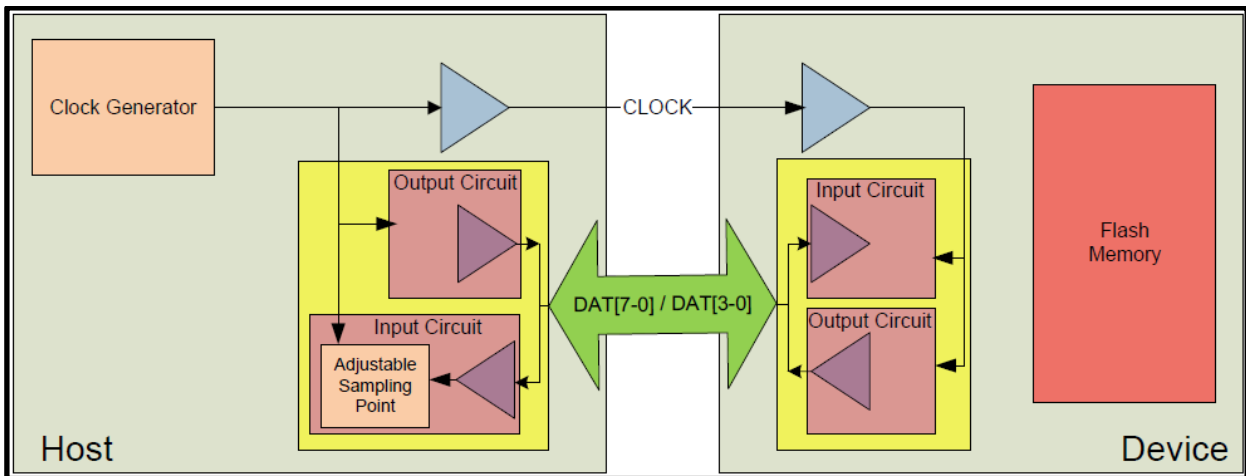 Clock Generator
CLOCK
Output Circuit
Input Circuit
Adjustable
Sampling
Point
Host
DAT[7-0] / DAT[3-0]
Input Circuit
Output Circuit
Flash
Memory
Device